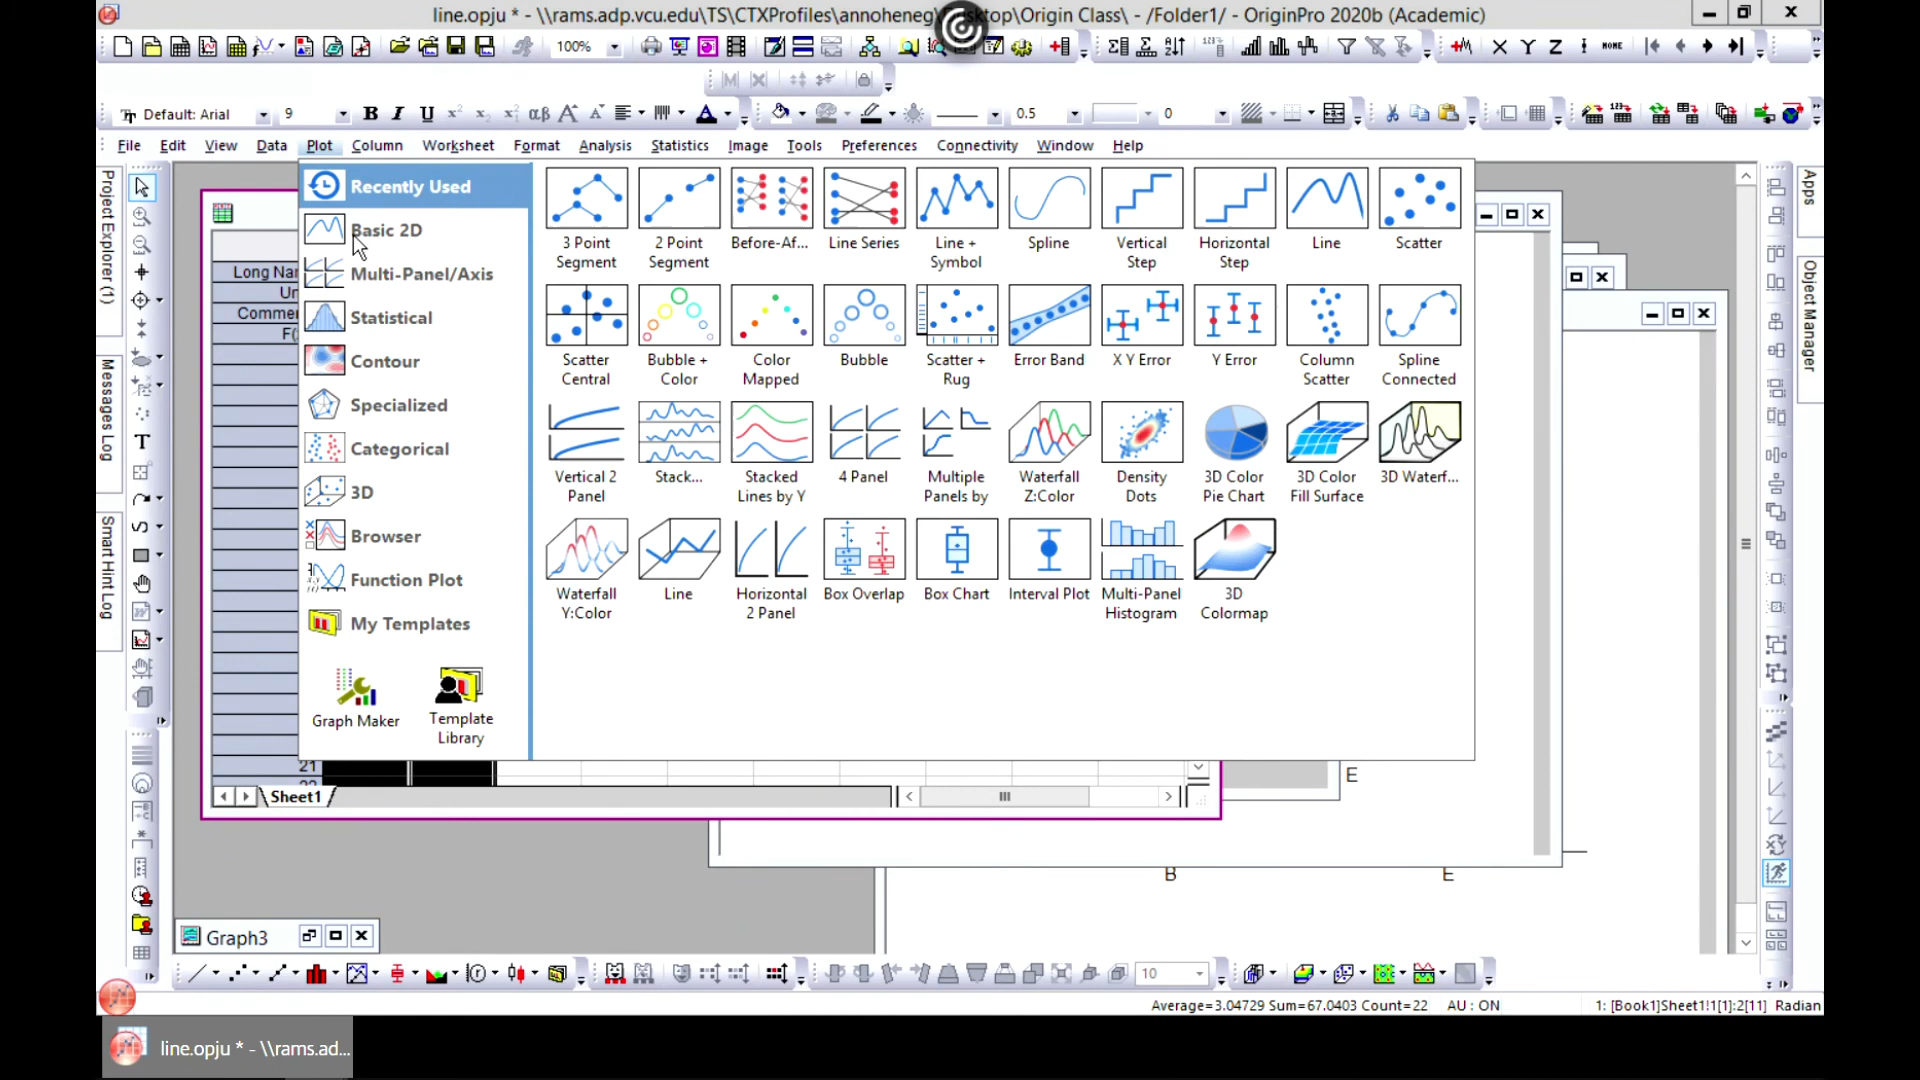 line.opju * - \\rams.adp.vcu.edu\TS\CTXProfiles\annoheneg\ top\Origin Class\ - /Folder1/ - OriginPro 2020b (Academic)
100%
X Y Z HOME
Default: Arial 9 B I U 0.5 0
File Edit View Data Plot Column Worksheet Format Analysis Statistics Image Tools Preferences Connectivity Window Help
Project Explorer (1)
Messages Log
Smart Hint Log
Apps
Object Manager
Long Na
Un
Comme
F(
Recently Used
Basic 2D
Multi-Panel/Axis
Statistical
Contour
Specialized
Categorical
3D
Browser
Function Plot
My Templates
Graph Maker
Template
Library
3 Point
Segment
2 Point
Segment
Before-Af...
Line Series
Line +
Symbol
Spline
Vertical
Step
Horizontal
Step
Line
Scatter
Scatter
Central
Bubble +
Color
Color
Mapped
Bubble
Scatter +
Rug
Error Band
X Y Error
Y Error
Column
Scatter
Spline
Connected
Vertical 2
Panel
Stack...
Stacked
Lines by Y
4 Panel
Multiple
Panels by
Waterfall
Z:Color
Density
Dots
3D Color
Pie Chart
3D Color
Fill Surface
3D Waterf...
Waterfall
Y:Color
Line
Horizontal
2 Panel
Box Overlap
Box Chart
Interval Plot
Multi-Panel
Histogram
3D
Colormap
21
Sheet1
E
B E
Graph3
10
Average=3.04729 Sum=67.0403 Count=22 AU : ON 1: [Book1]Sheet1!1[1]:2[11] Radian
line.opju * - \\rams.ad...